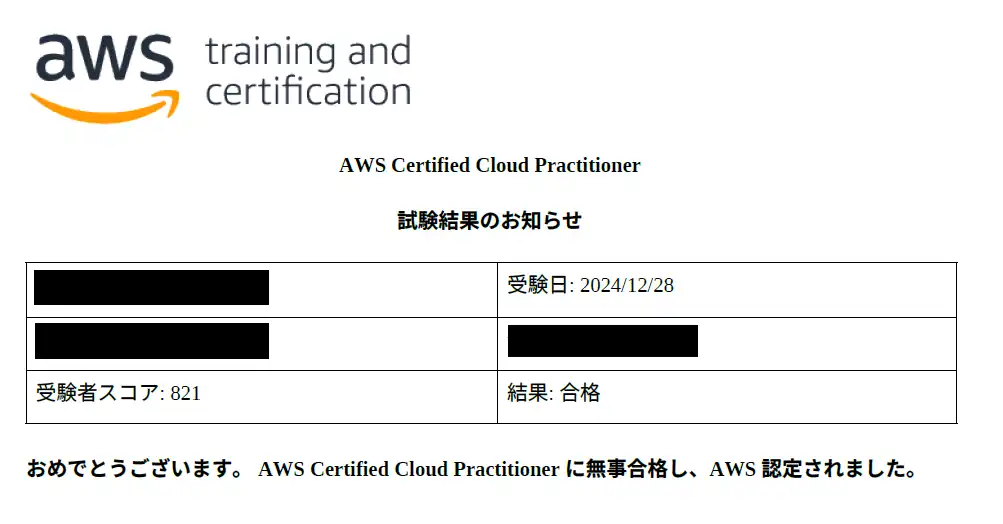 aws training and
certification
AWS Certified Cloud Practitioner
試験結果のお知らせ
受験日: 2024/12/28
受験者スコア: 821
結果: 合格
おめでとうございます。 AWS Certified Cloud Practitioner に無事合格し、AWS 認定されました。